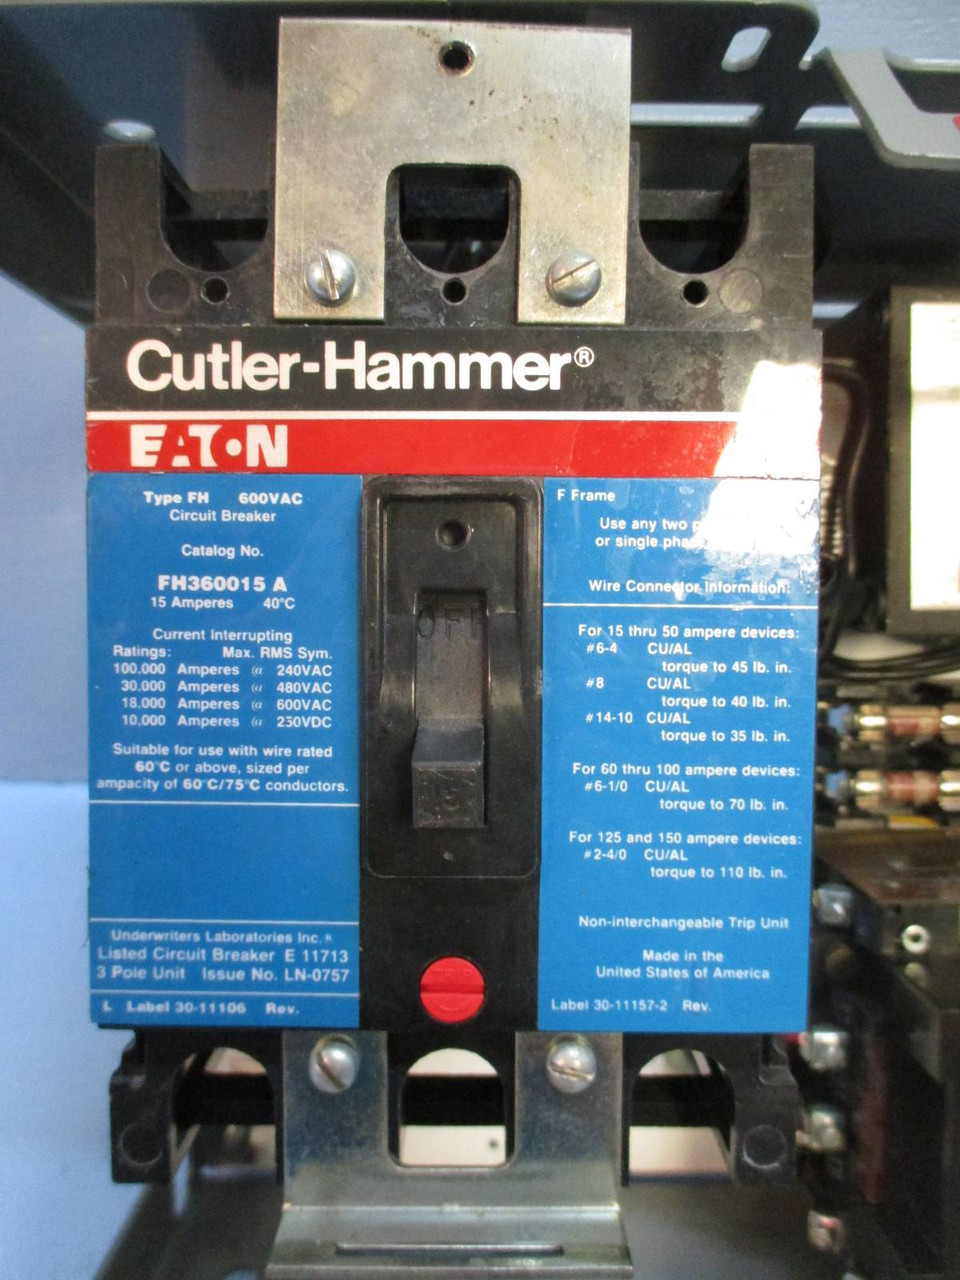 Cutler-Hammer®
EATON
Type FH 600VAC
Circuit Breaker
Catalog No.
FH360015 A
15 Amperes 40°C
Current Interrupting
Ratings: Max. RMS Sym.
100.000 Amperes @ 240VAC
30.000 Amperes @ 480VAC
18,000 Amperes @ 600VAC
10,000 Amperes @ 250VDC
Suitable for use with wire rated
60°C or above, sized per
ampacity of 60°C/75°C conductors.
Underwriters Laboratories Inc.
Listed Circuit Breaker E 11713
3 Pole Unit Issue No. LN-0757
L Label 30-11106 Rev.
OFF
15
F Frame
Use any two
or single
Wire Connector Information:
For 15 thru 50 ampere devices:
#6-4 CU/AL
torque to 45 lb. in.
#8 CU/AL
torque to 40 lb. in.
#14-10 CU/AL
torque to 35 lb. in.
For 60 thru 100 ampere devices:
#6-1/0 CU/AL
torque to 70 lb. in.
For 125 and 150 ampere devices:
#2-4/0 CU/AL
torque to 110 lb. in.
Non-interchangeable Trip Unit
Made in the
United States of America
Label 30-11157-2 Rev.